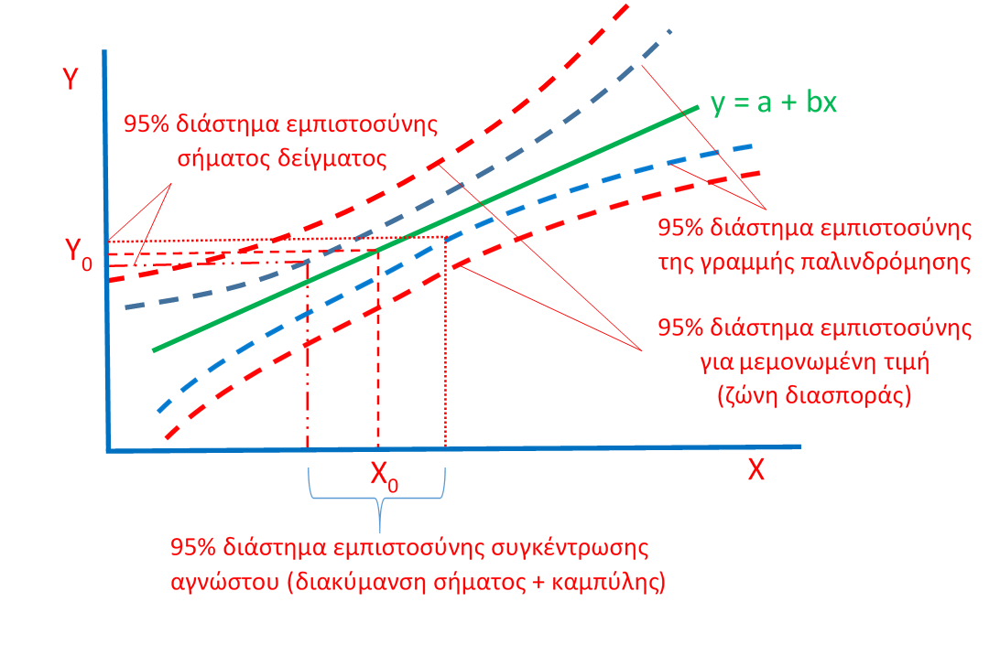 Y
y = a + bx
95% διάστημα εμπιστοσύνης
σήματος δείγματος
Y0
95% διάστημα εμπιστοσύνης
της γραμμής παλινδρόμησης
95% διάστημα εμπιστοσύνης
για μεμονωμένη τιμή
(ζώνη διασποράς)
X0
X
95% διάστημα εμπιστοσύνης συγκέντρωσης
αγνώστου (διακύμανση σήματος + καμπύλης)